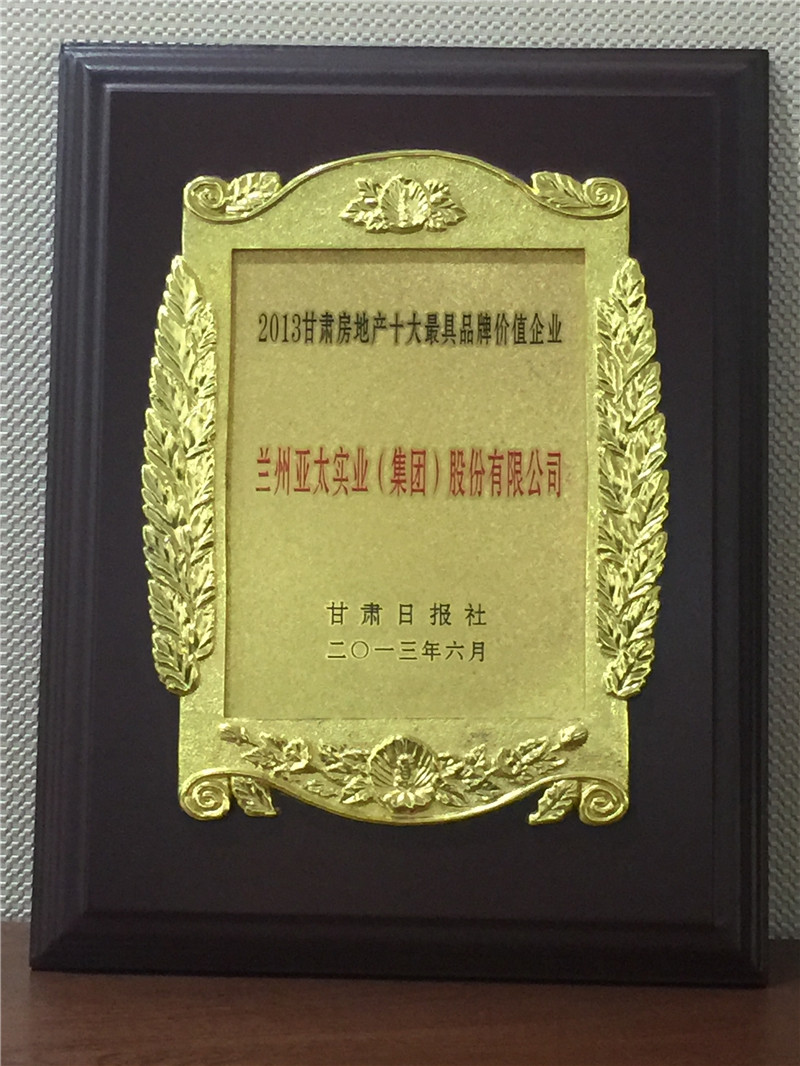 2013甘肃房地产十大最具品牌价值企业
兰州亚太实业（集团）股份有限公司
甘肃日报社
二〇一三年六月